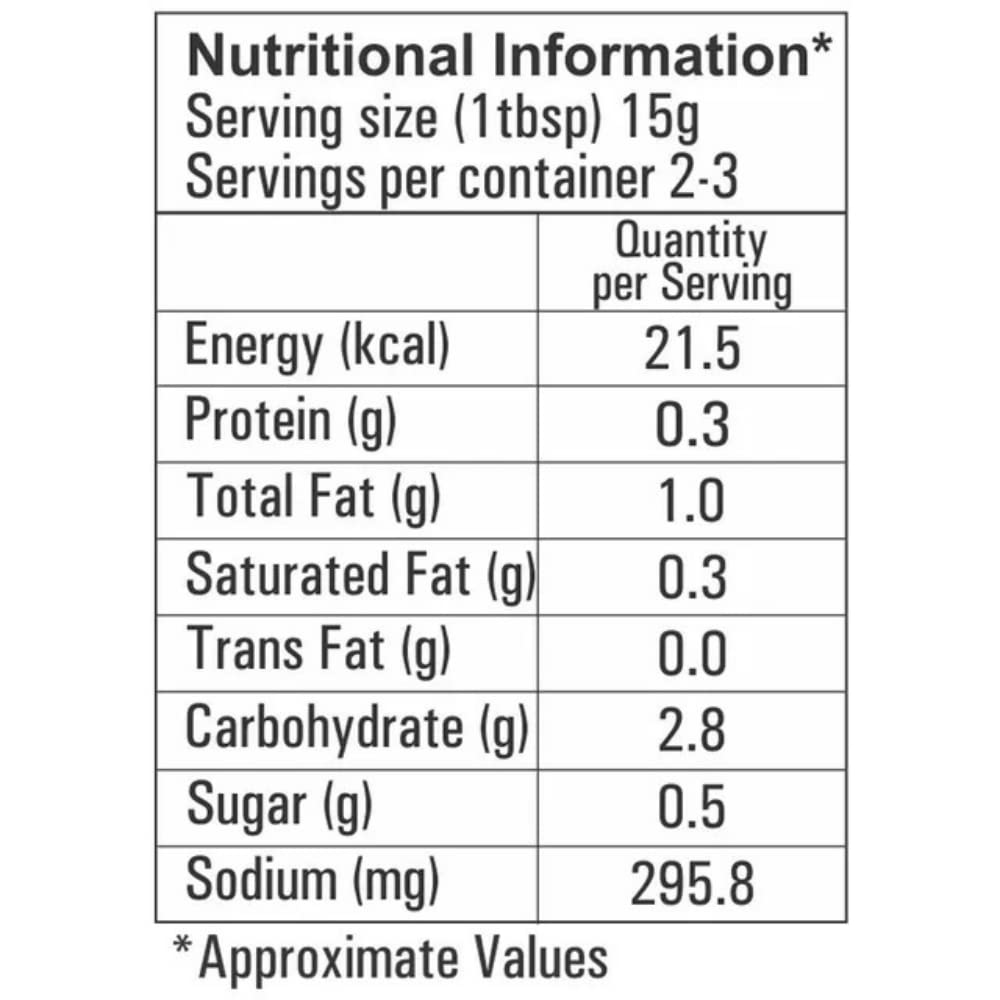 Nutritional Information*
Serving size (1tbsp) 15g
Servings per container 2-3
Quantity
per Serving
Energy (kcal) 21.5
Protein (g) 0.3
Total Fat (g) 1.0
Saturated Fat (g) 0.3
Trans Fat (g) 0.0
Carbohydrate (g) 2.8
Sugar (g) 0.5
Sodium (mg) 295.8
*Approximate Values